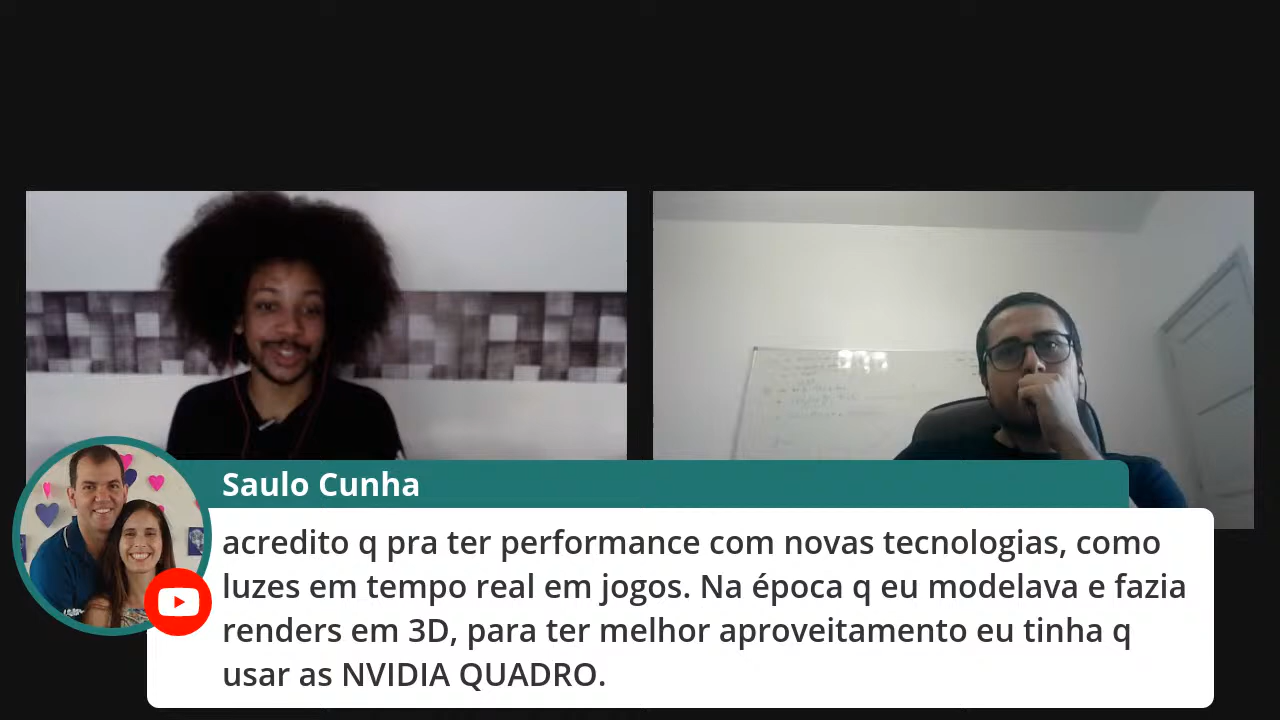 Saulo Cunha
acredito q pra ter performance com novas tecnologias, como
luzes em tempo real em jogos. Na época q eu modelava e fazia
renders em 3D, para ter melhor aproveitamento eu tinha q
usar as NVIDIA QUADRO.